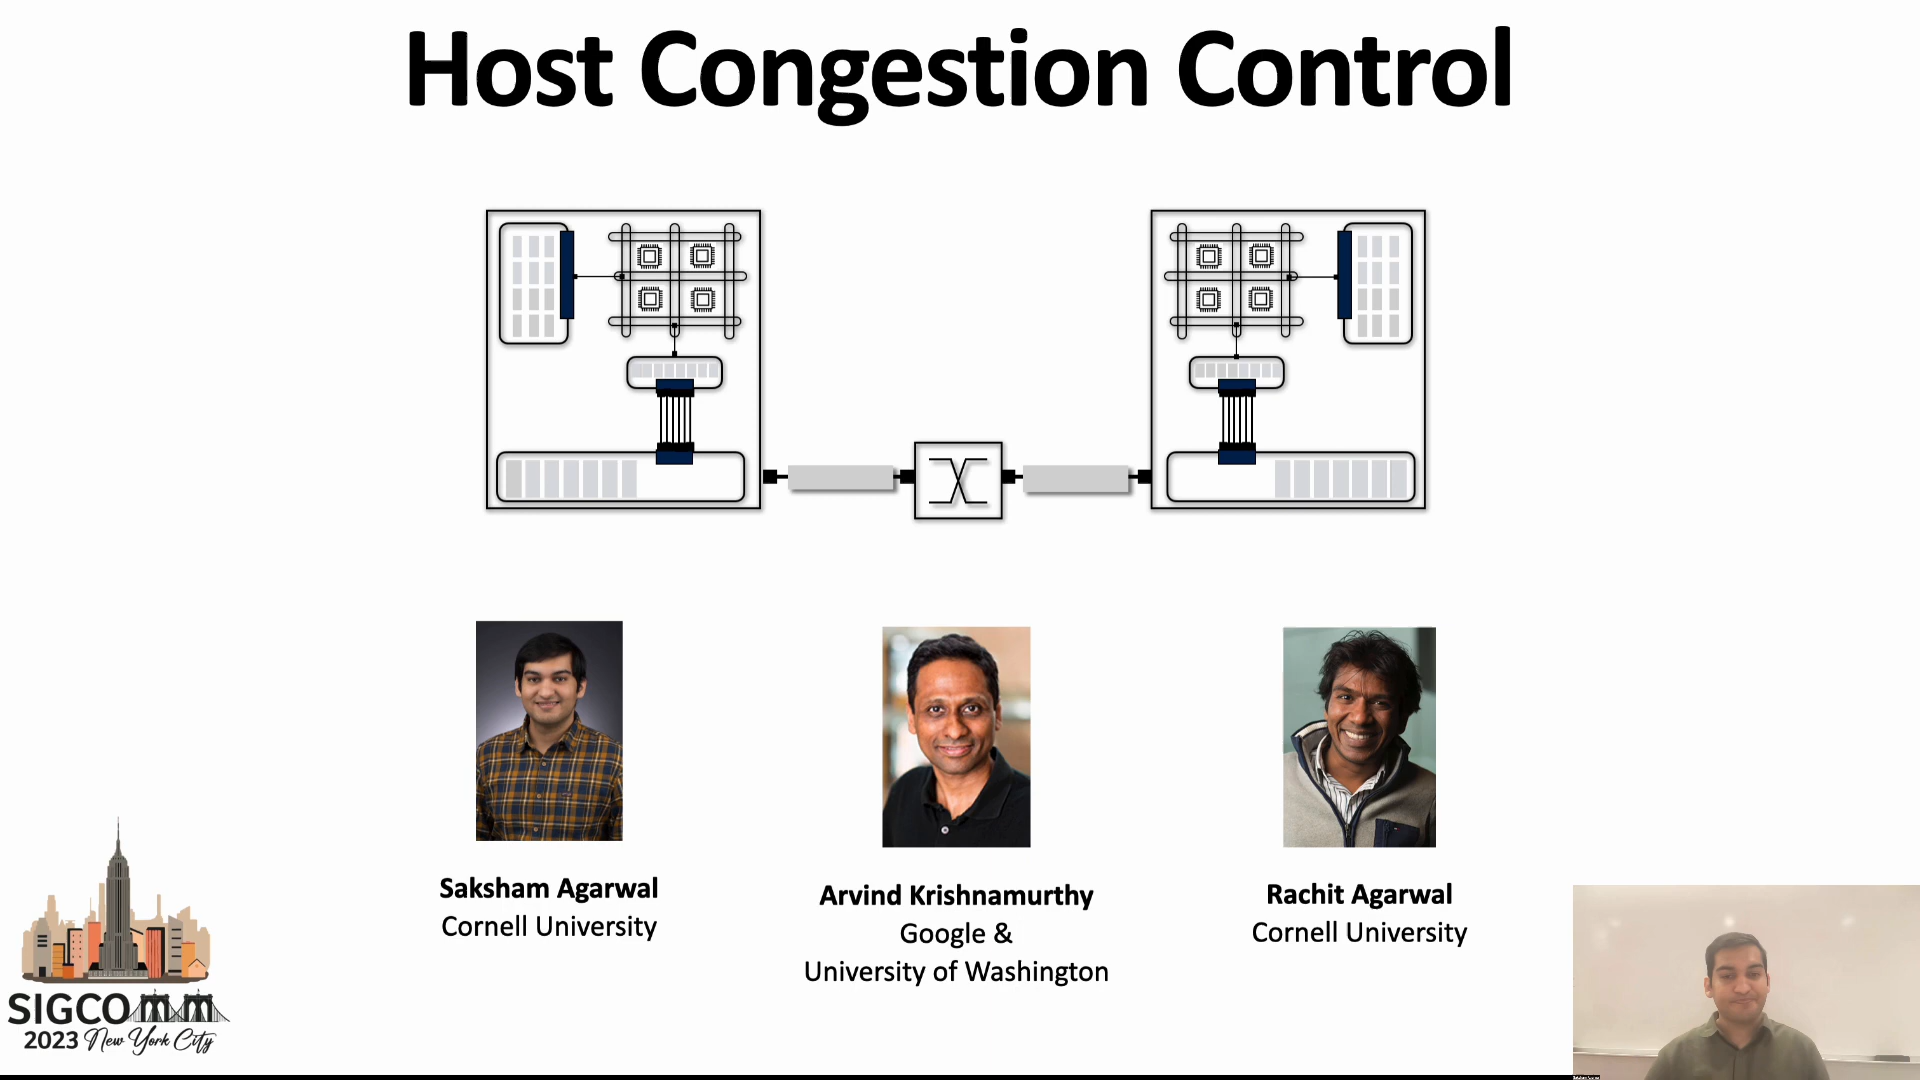 Host Congestion Control
Saksham Agarwal
Cornell University
Arvind Krishnamurthy
Google &
University of Washington
Rachit Agarwal
Cornell University
SIGCOMM
2023 New York City